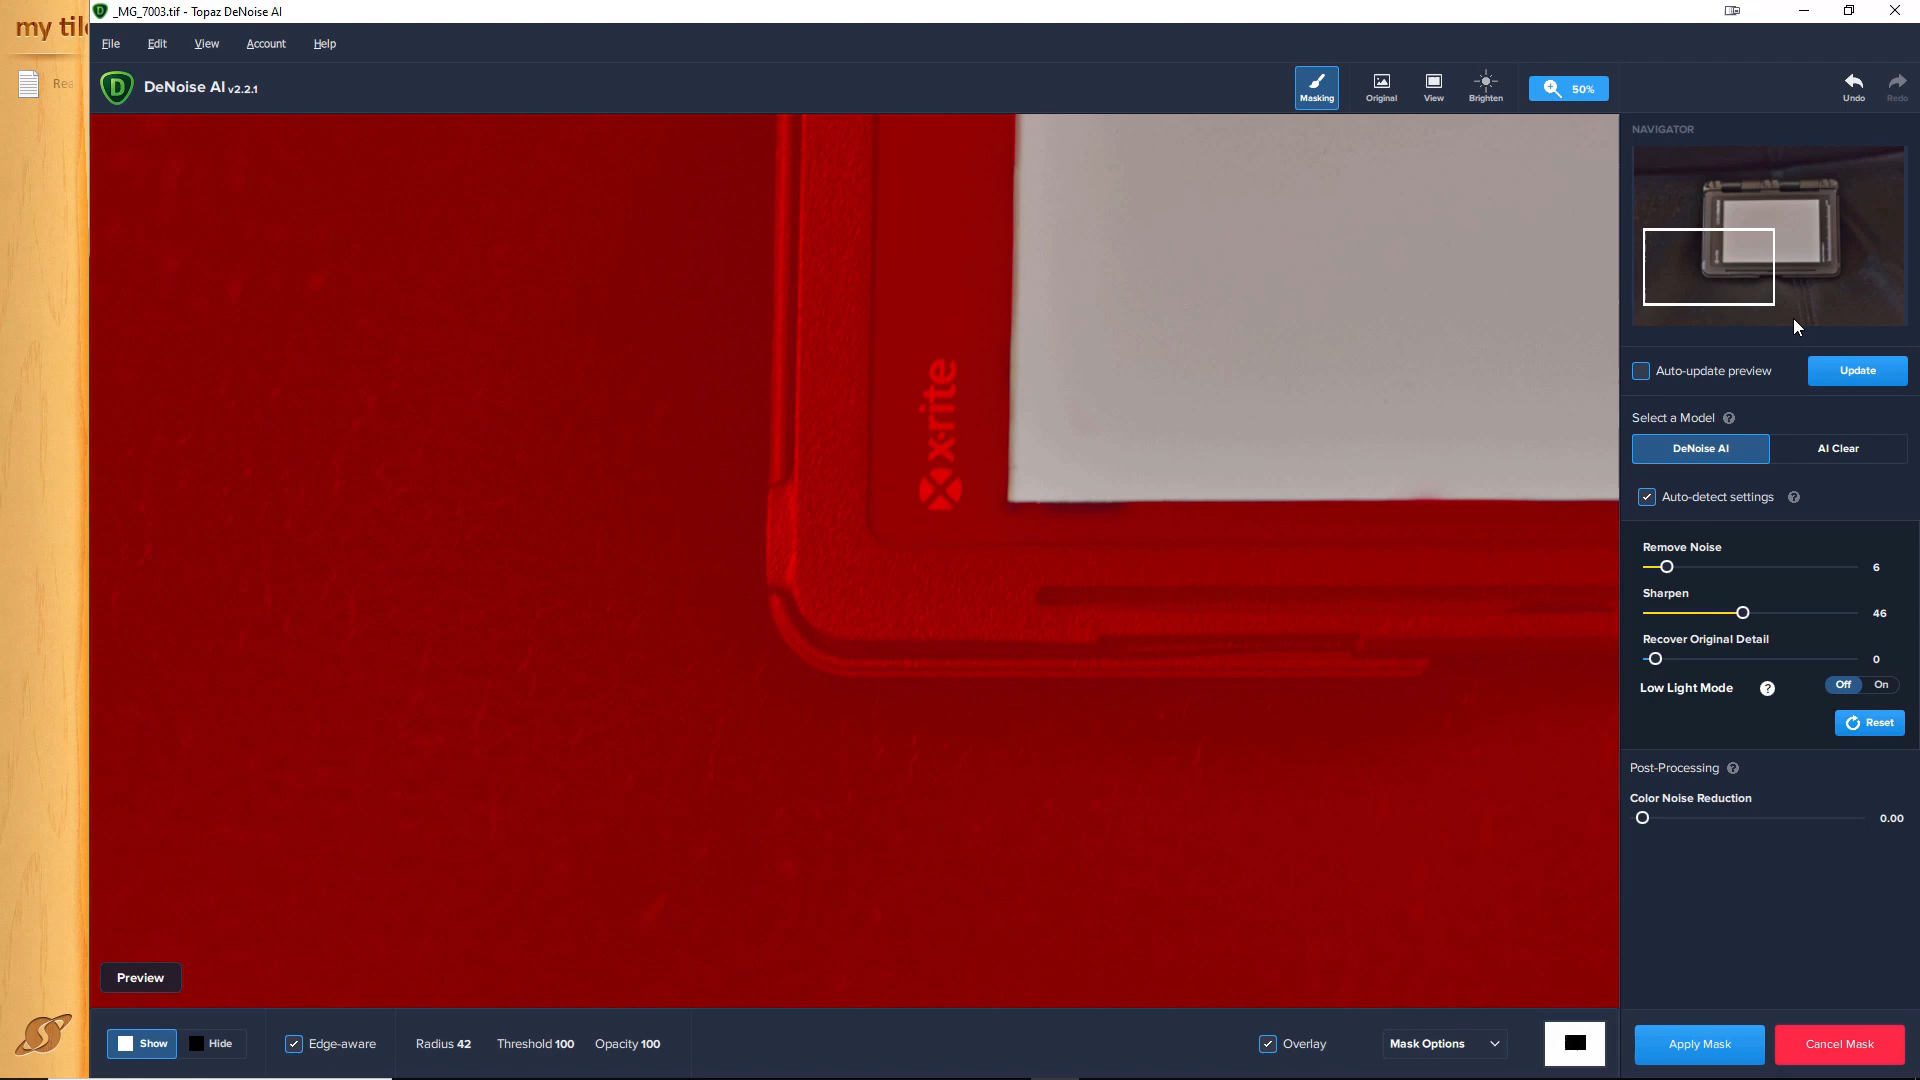 _MG_7003.tif - Topaz DeNoise AI
my
File Edit View Account Help
D DeNoise AI v2.2.1
Masking Original View Brighten 50% Undo Redo
NAVIGATOR
Auto-update preview Update
Select a Model ?
DeNoise AI AI Clear
Auto-detect settings ?
Remove Noise
6
Sharpen
46
Recover Original Detail
0
Low Light Mode ? Off On
Reset
Post-Processing ?
Color Noise Reduction
0.00
x-rite
Preview
Show Hide Edge-aware Radius 42 Threshold 100 Opacity 100 Overlay Mask Options Apply Mask Cancel Mask